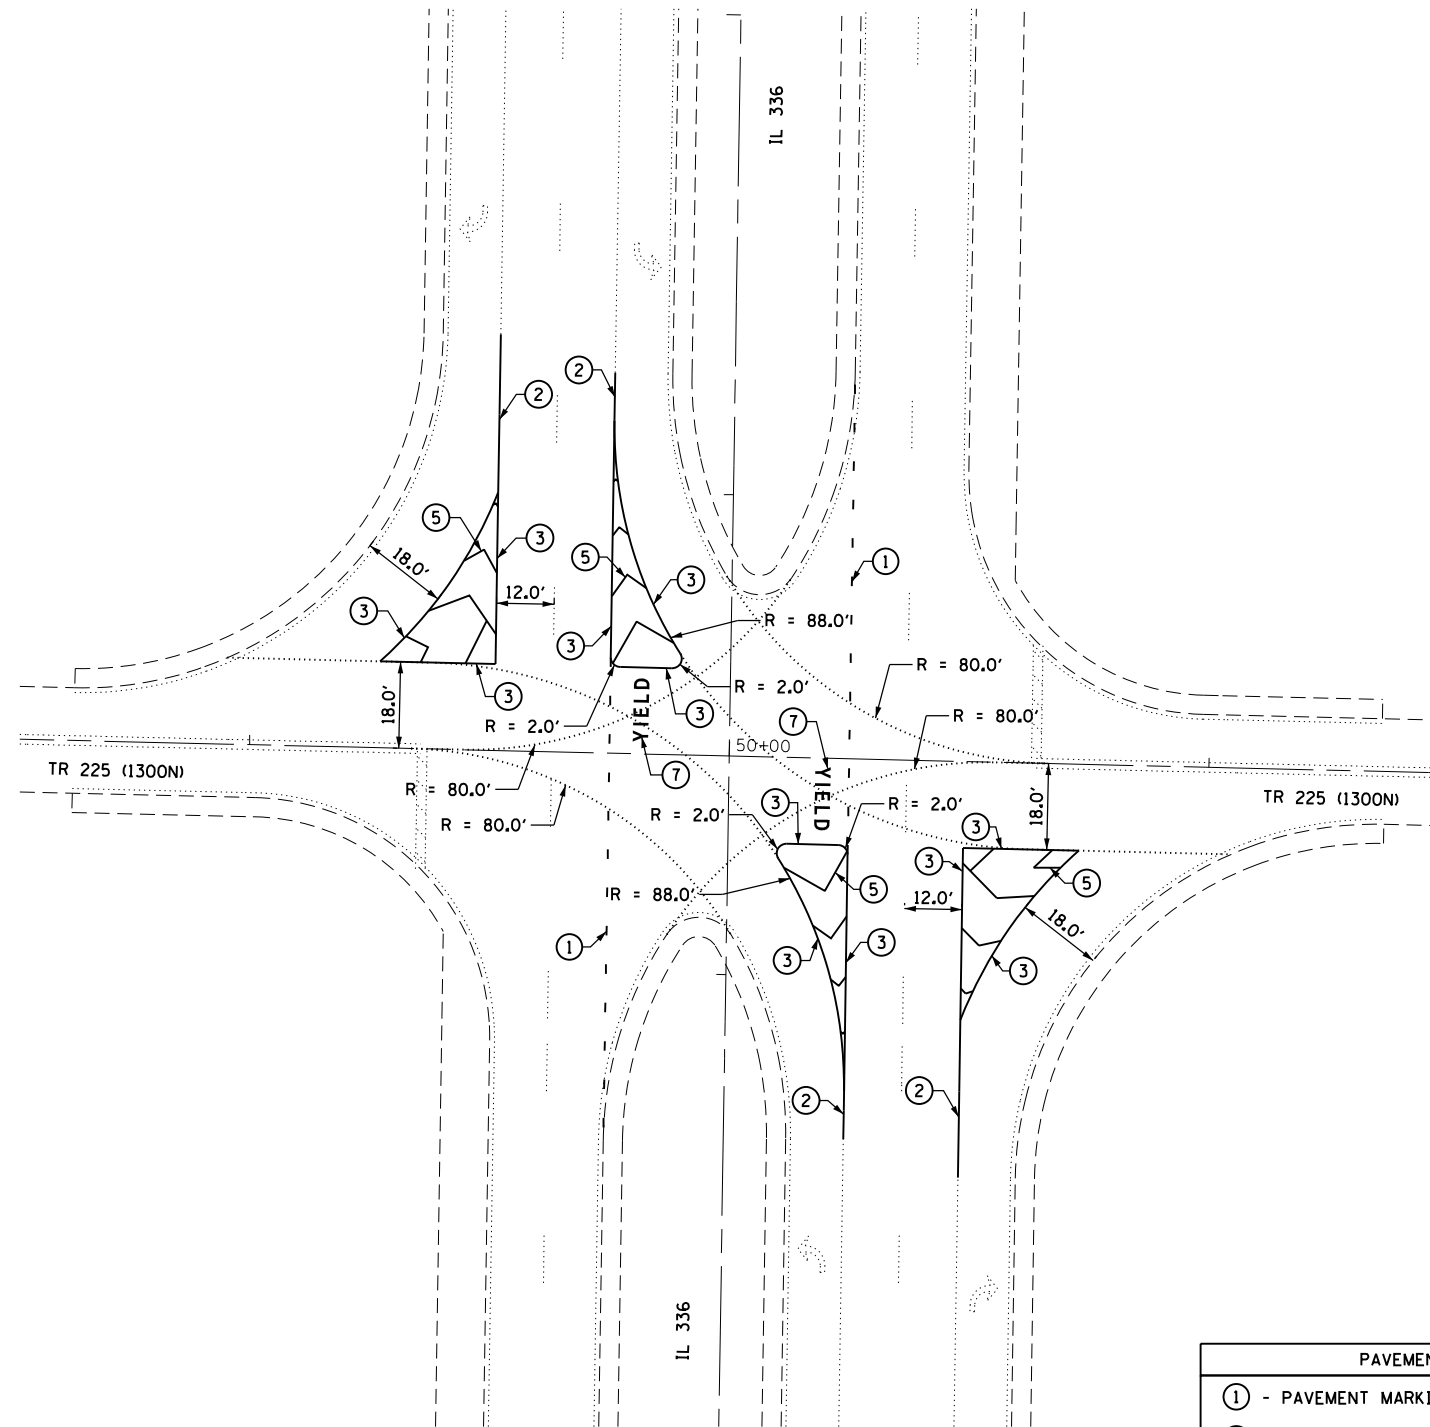 IL 336
2
2
5
3
18.0'
5
1
12.0'
3
3
R = 88.0'
3
3
R = 80.0'
R = 2.0'
3
3
18.0'
R = 2.0'
YIELD
7
R = 80.0'
50+00
TR 225 (1300N)
7
YIELD
R = 80.0'
TR 225 (1300N)
R = 80.0'
R = 2.0'
3
R = 2.0'
18.0'
3
3
R = 88.0'
5
12.0'
5
18.0'
1
3
3
3
2
2
IL 336
PAVEMEN
1 - PAVEMENT MARKI